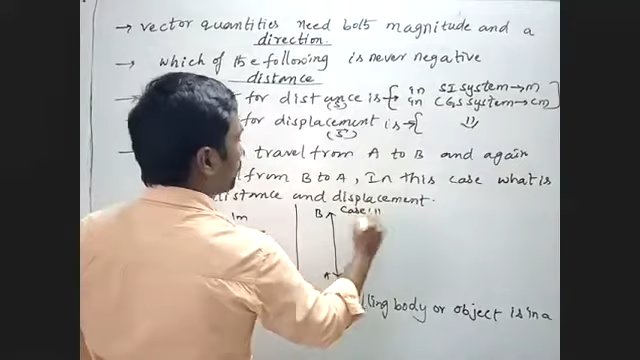 → vector quantities need both magnitude and a
direction.
→ which of the following is never negative
distance
for distance is { → in SI system → m
(s) in CGS system → cm
for displacement is → { "
(s⃗)
travel from A to B and again
from B to A, In this case what is
distance and displacement.
1m B Case:
A
body or object is in a